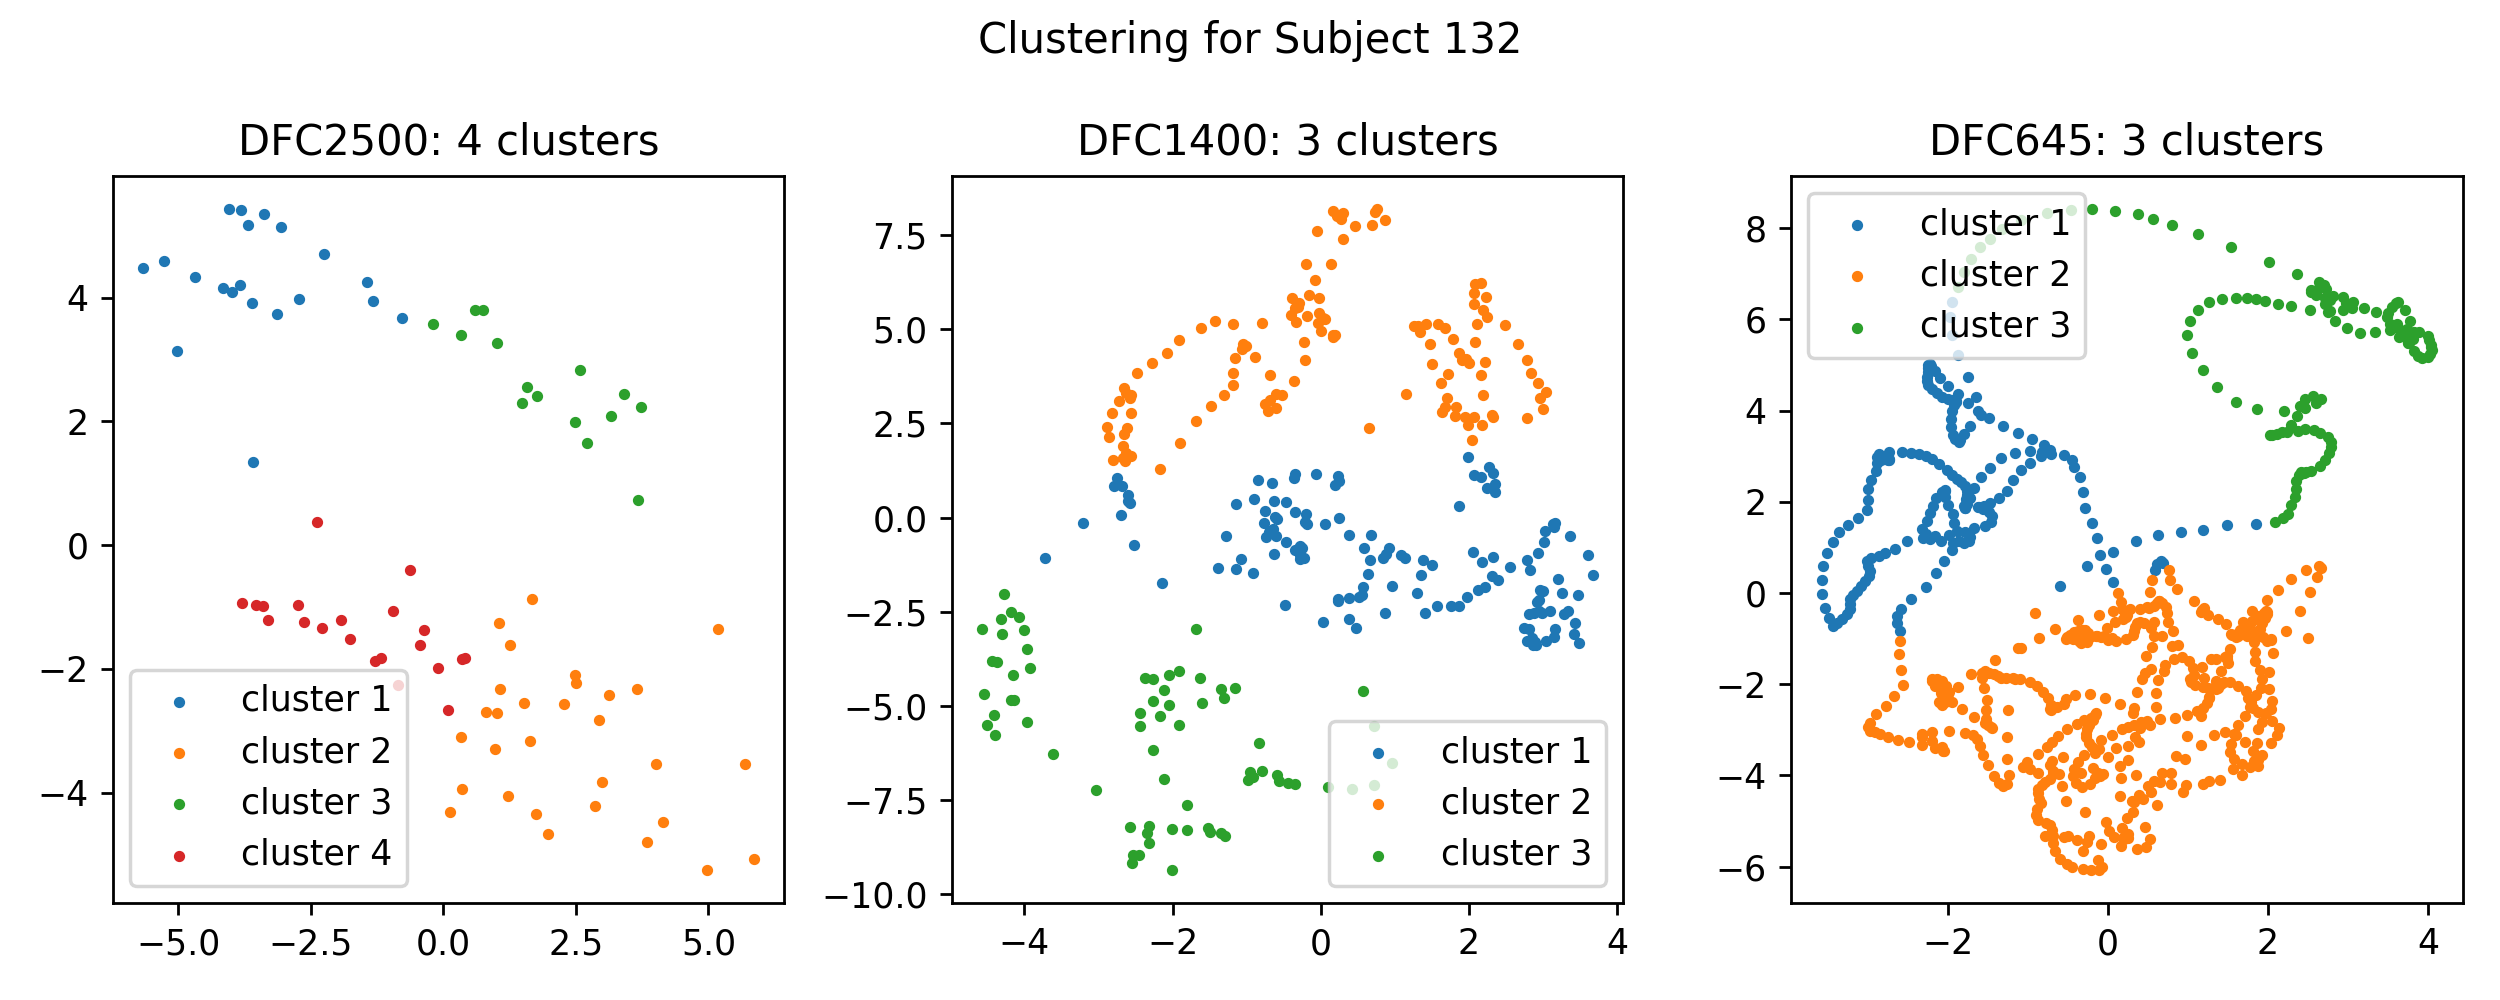 Clustering for Subject 132
DFC2500: 4 clusters
4
2
0
−2
−4
−5.0 −2.5 0.0 2.5 5.0
cluster 1
cluster 2
cluster 3
cluster 4
DFC1400: 3 clusters
7.5
5.0
2.5
0.0
−2.5
−5.0
−7.5
−10.0
−4 −2 0 2 4
cluster 1
cluster 2
cluster 3
DFC645: 3 clusters
8
6
4
2
0
−2
−4
−6
−2 0 2 4
cluster 1
cluster 2
cluster 3